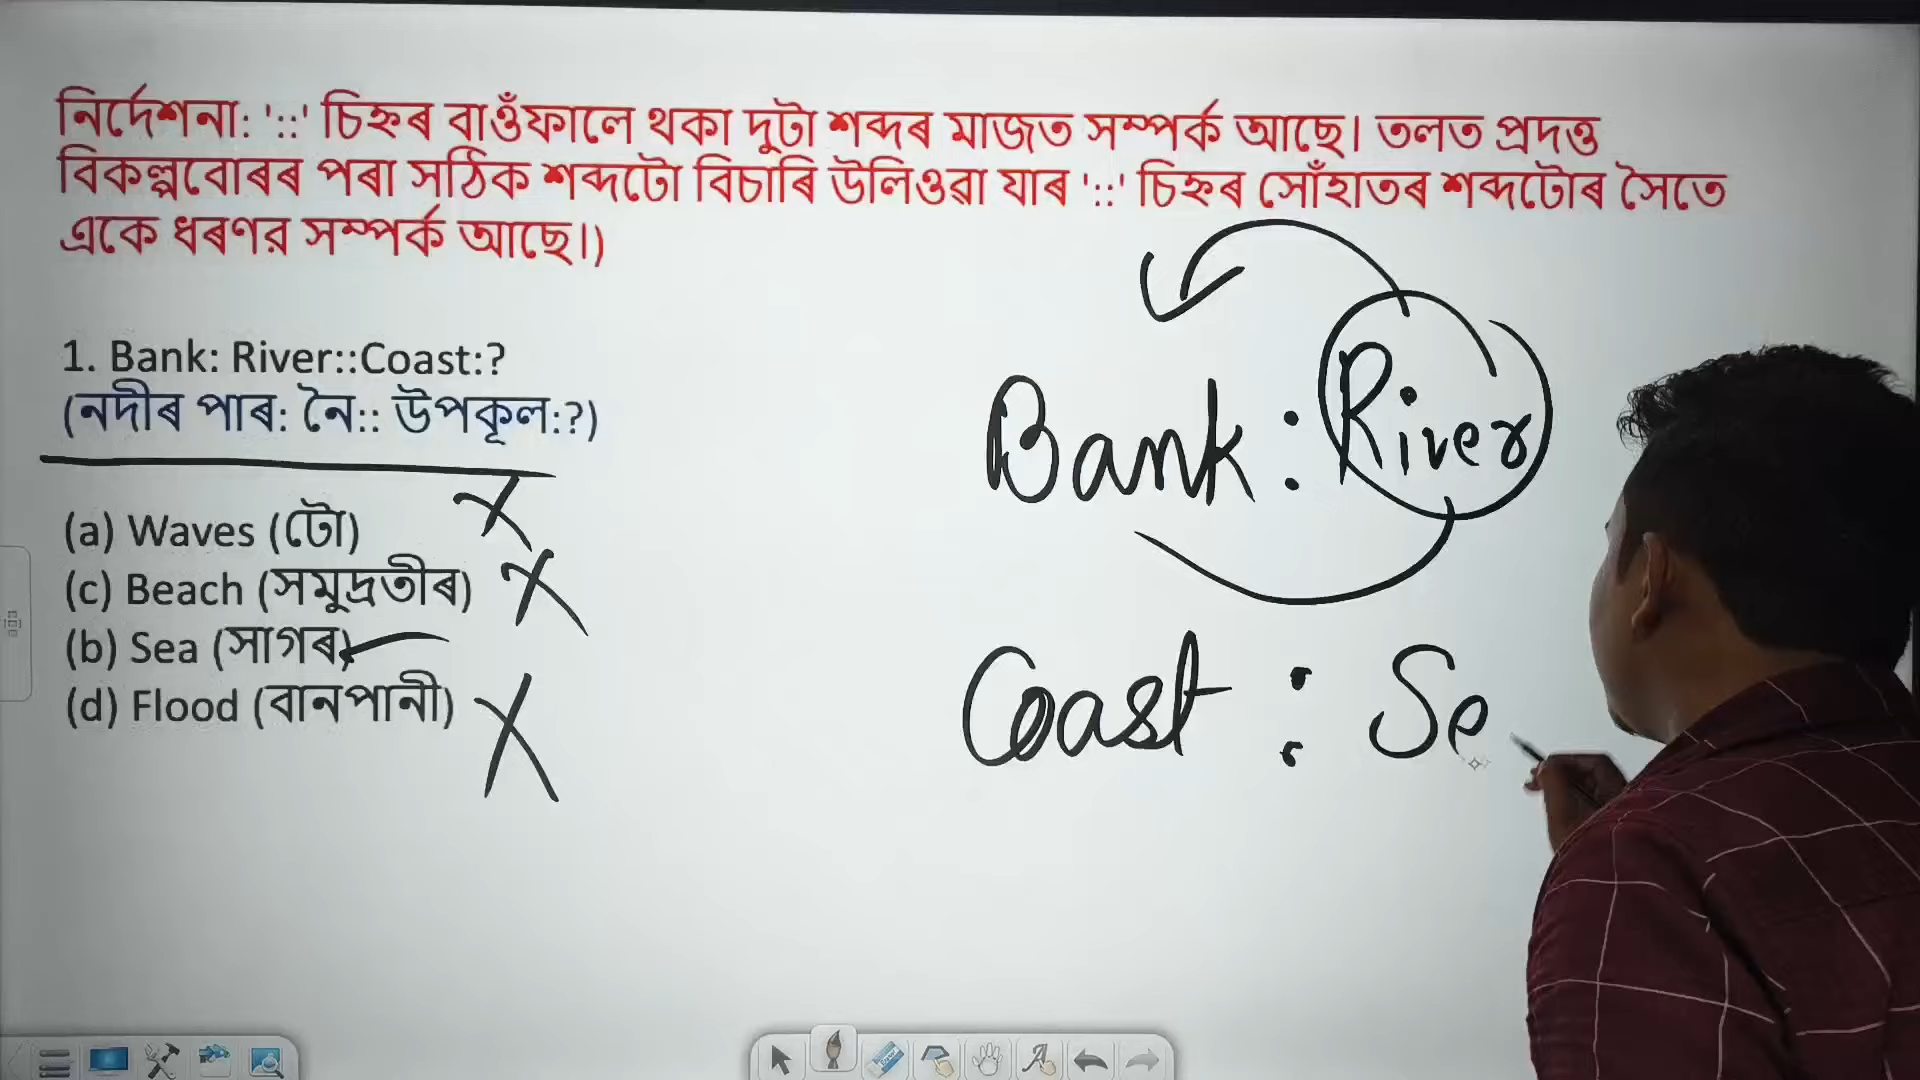 নিৰ্দেশনা: '::' চিহ্নৰ বাওঁফালে থকা দুটা শব্দৰ মাজত সম্পৰ্ক আছে। তলত প্ৰদত্ত
বিকল্পবোৰৰ পৰা সঠিক শব্দটো বিচাৰি উলিওৱা যাৰ '::' চিহ্নৰ সোঁহাতৰ শব্দটোৰ সৈতে
একে ধৰণৰ সম্পৰ্ক আছে।)
1. Bank: River::Coast:?
(নদীৰ পাৰ: নৈ:: উপকূল:?)
(a) Waves (ঢৌ)
(c) Beach (সমুদ্ৰতীৰ)
(b) Sea (সাগৰ)
(d) Flood (বানপানী)
Bank : River
Coast : Se